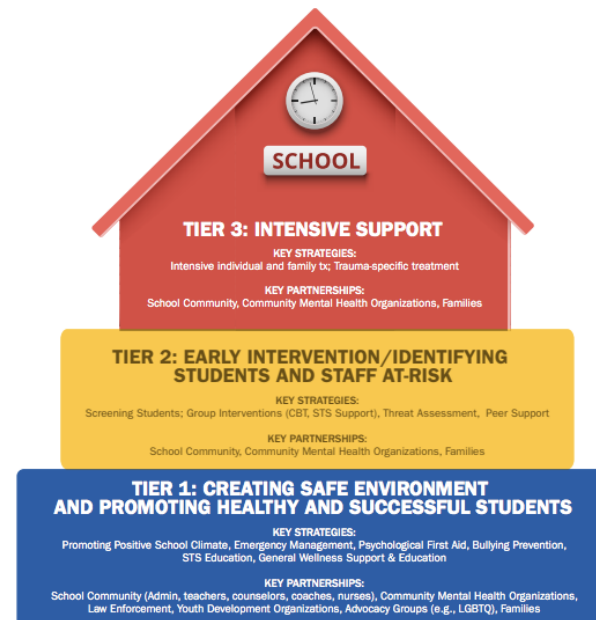 SCHOOL
TIER 3: INTENSIVE SUPPORT
KEY STRATEGIES:
Intensive individual and family tx; Trauma-specific treatment
KEY PARTNERSHIPS:
School Community, Community Mental Health Organizations, Families
TIER 2: EARLY INTERVENTION/IDENTIFYING
STUDENTS AND STAFF AT-RISK
KEY STRATEGIES:
Screening Students; Group Interventions (CBT, STS Support), Threat Assessment, Peer Support
KEY PARTNERSHIPS:
School Community, Community Mental Health Organizations, Families
TIER 1: CREATING SAFE ENVIRONMENT
AND PROMOTING HEALTHY AND SUCCESSFUL STUDENTS
KEY STRATEGIES:
Promoting Positive School Climate, Emergency Management, Psychological First Aid, Bullying Prevention,
STS Education, General Wellness Support & Education
KEY PARTNERSHIPS:
School Community (Admin, teachers, counselors, coaches, nurses), Community Mental Health Organizations,
Law Enforcement, Youth Development Organizations, Advocacy Groups (e.g., LGBTQ), Families